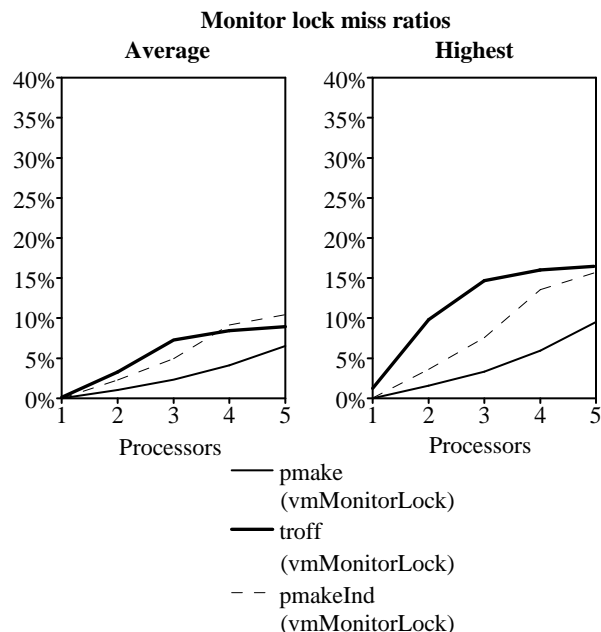 Monitor lock miss ratios
Average
Highest
40%
35%
30%
25%
20%
15%
10%
5%
0%
1 2 3 4 5
Processors
40%
35%
30%
25%
20%
15%
10%
5%
0%
1 2 3 4 5
Processors
pmake
(vmMonitorLock)
troff
(vmMonitorLock)
pmakeInd
(vmMonitorLock)